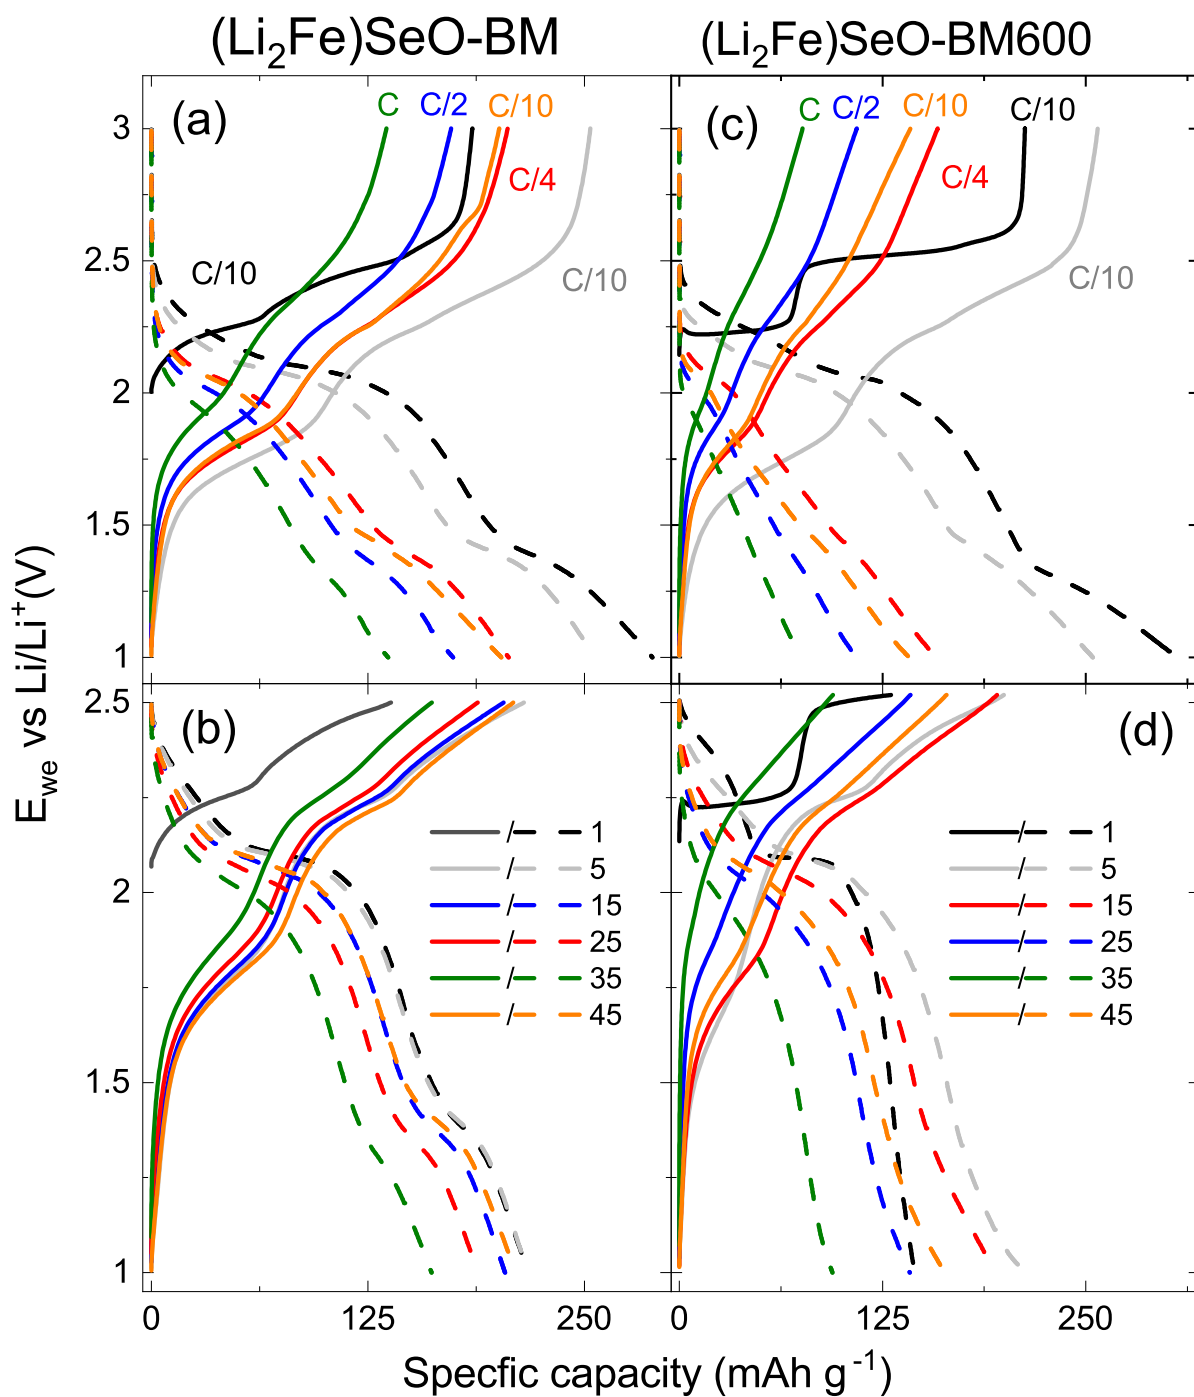 (Li₂Fe)SeO-BM
(Li₂Fe)SeO-BM600
(a)
C
C/2
C/10
C/4
C/10
C/10
(c)
C
C/2
C/10
C/10
C/4
C/10
3
2.5
2
1.5
1
(b)
/ 1
/ 5
/ 15
/ 25
/ 35
/ 45
(d)
/ 1
/ 5
/ 15
/ 25
/ 35
/ 45
2.5
2
1.5
1
0 125 250
0 125 250
E_we vs Li/Li⁺(V)
Specfic capacity (mAh g⁻¹)